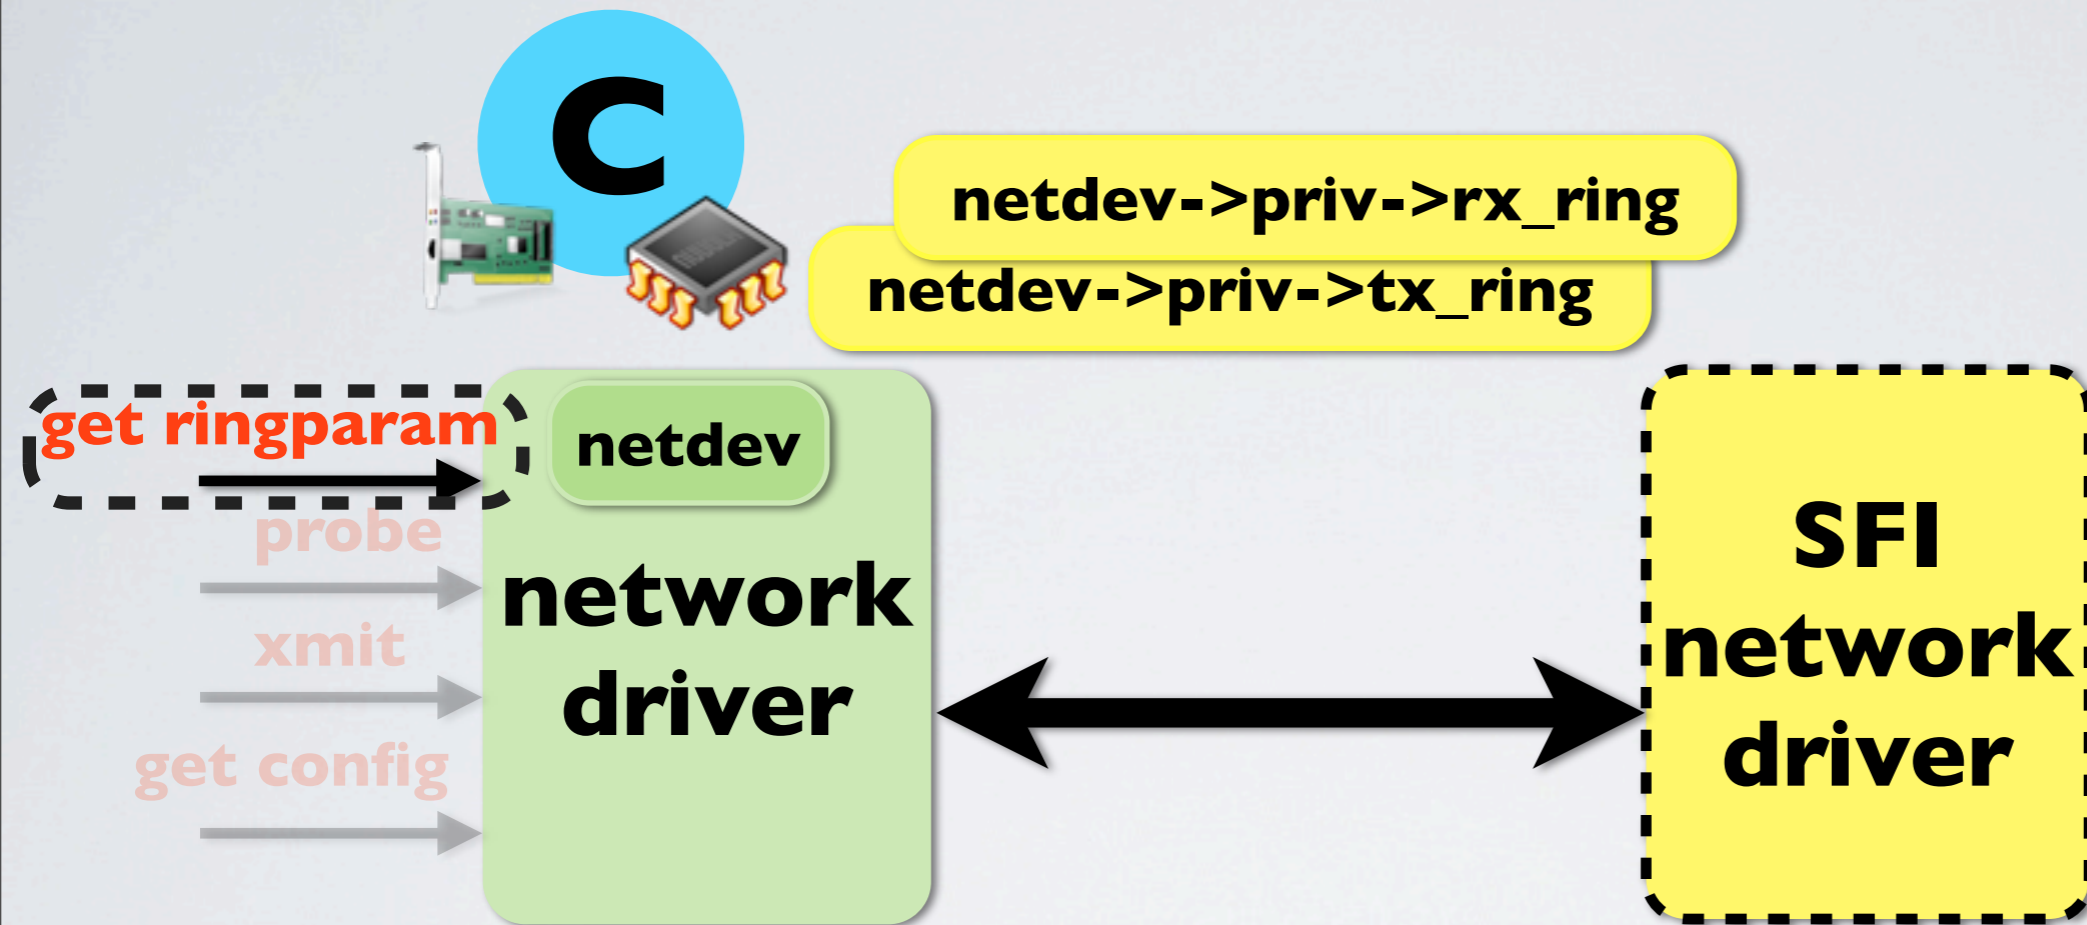 C
netdev->priv->rx_ring
netdev->priv->tx_ring
get ringparam
netdev
probe
xmit
get config
network
driver
SFI
network
driver